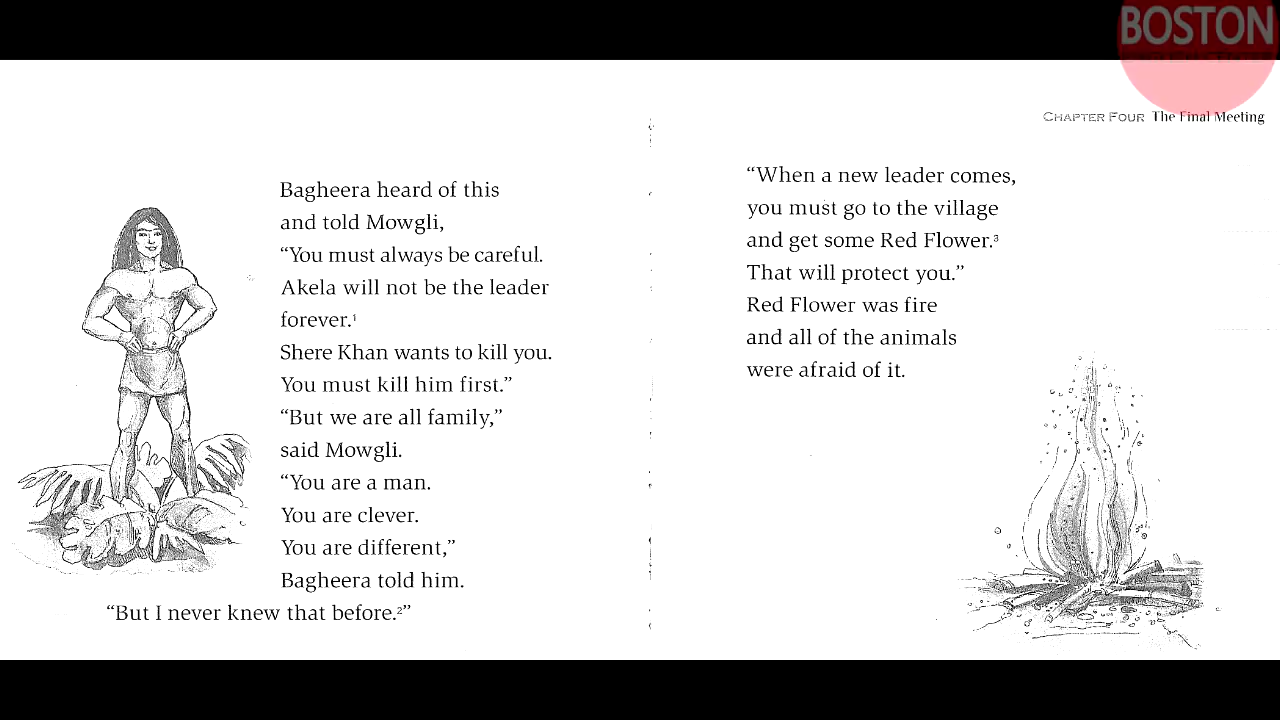 BOSTON
CHAPTER FOUR The Final Meeting
Bagheera heard of this
and told Mowgli,
“You must always be careful.
Akela will not be the leader
forever.¹
Shere Khan wants to kill you.
You must kill him first.”
“But we are all family,”
said Mowgli.
“You are a man.
You are clever.
You are different,”
Bagheera told him.
“But I never knew that before.²”
“When a new leader comes,
you must go to the village
and get some Red Flower.³
That will protect you.”
Red Flower was fire
and all of the animals
were afraid of it.